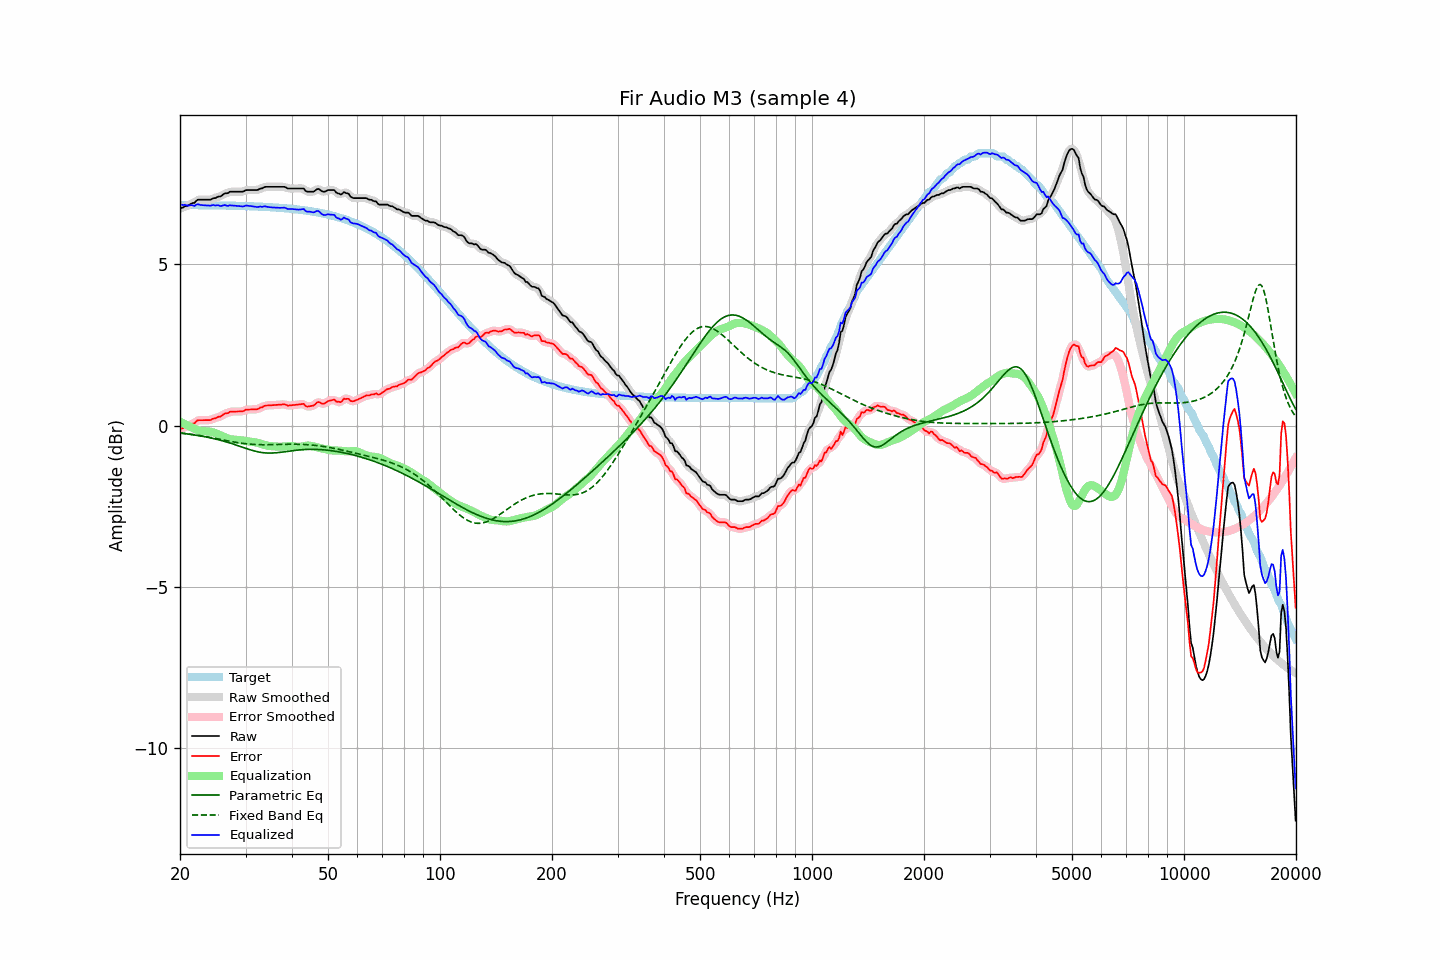 Fir Audio M3 (sample 4)
Amplitude (dBr)
5
0
−5
−10
Target
Raw Smoothed
Error Smoothed
Raw
Error
Equalization
Parametric Eq
Fixed Band Eq
Equalized
20 50 100 200 500 1000 2000 5000 10000 20000
Frequency (Hz)